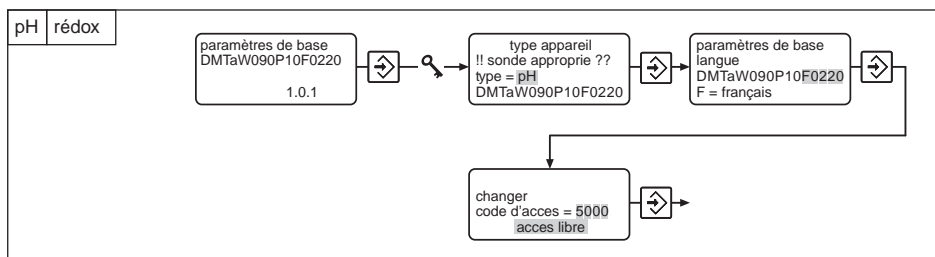 pH rédox
paramètres de base
DMTaW090P10F0220
1.0.1
type appareil
!! sonde approprie ??
type = pH
DMTaW090P10F0220
paramètres de base
langue
DMTaW090P10F0220
F = français
changer
code d'acces = 5000
acces libre